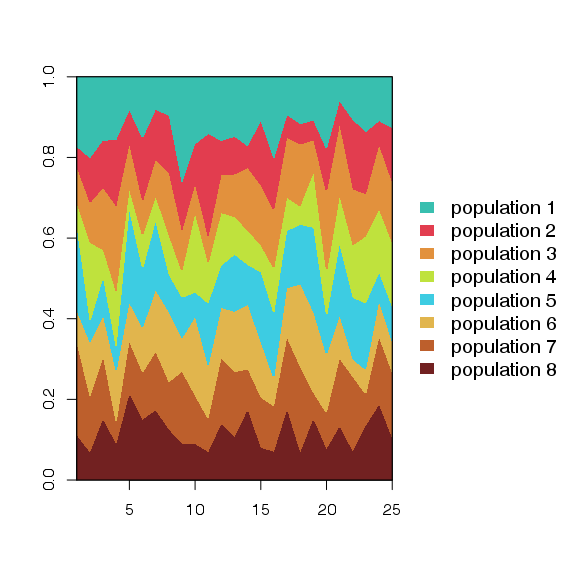 1.0
0.8
0.6
0.4
0.2
0.0
5
10
15
20
25
population 1
population 2
population 3
population 4
population 5
population 6
population 7
population 8